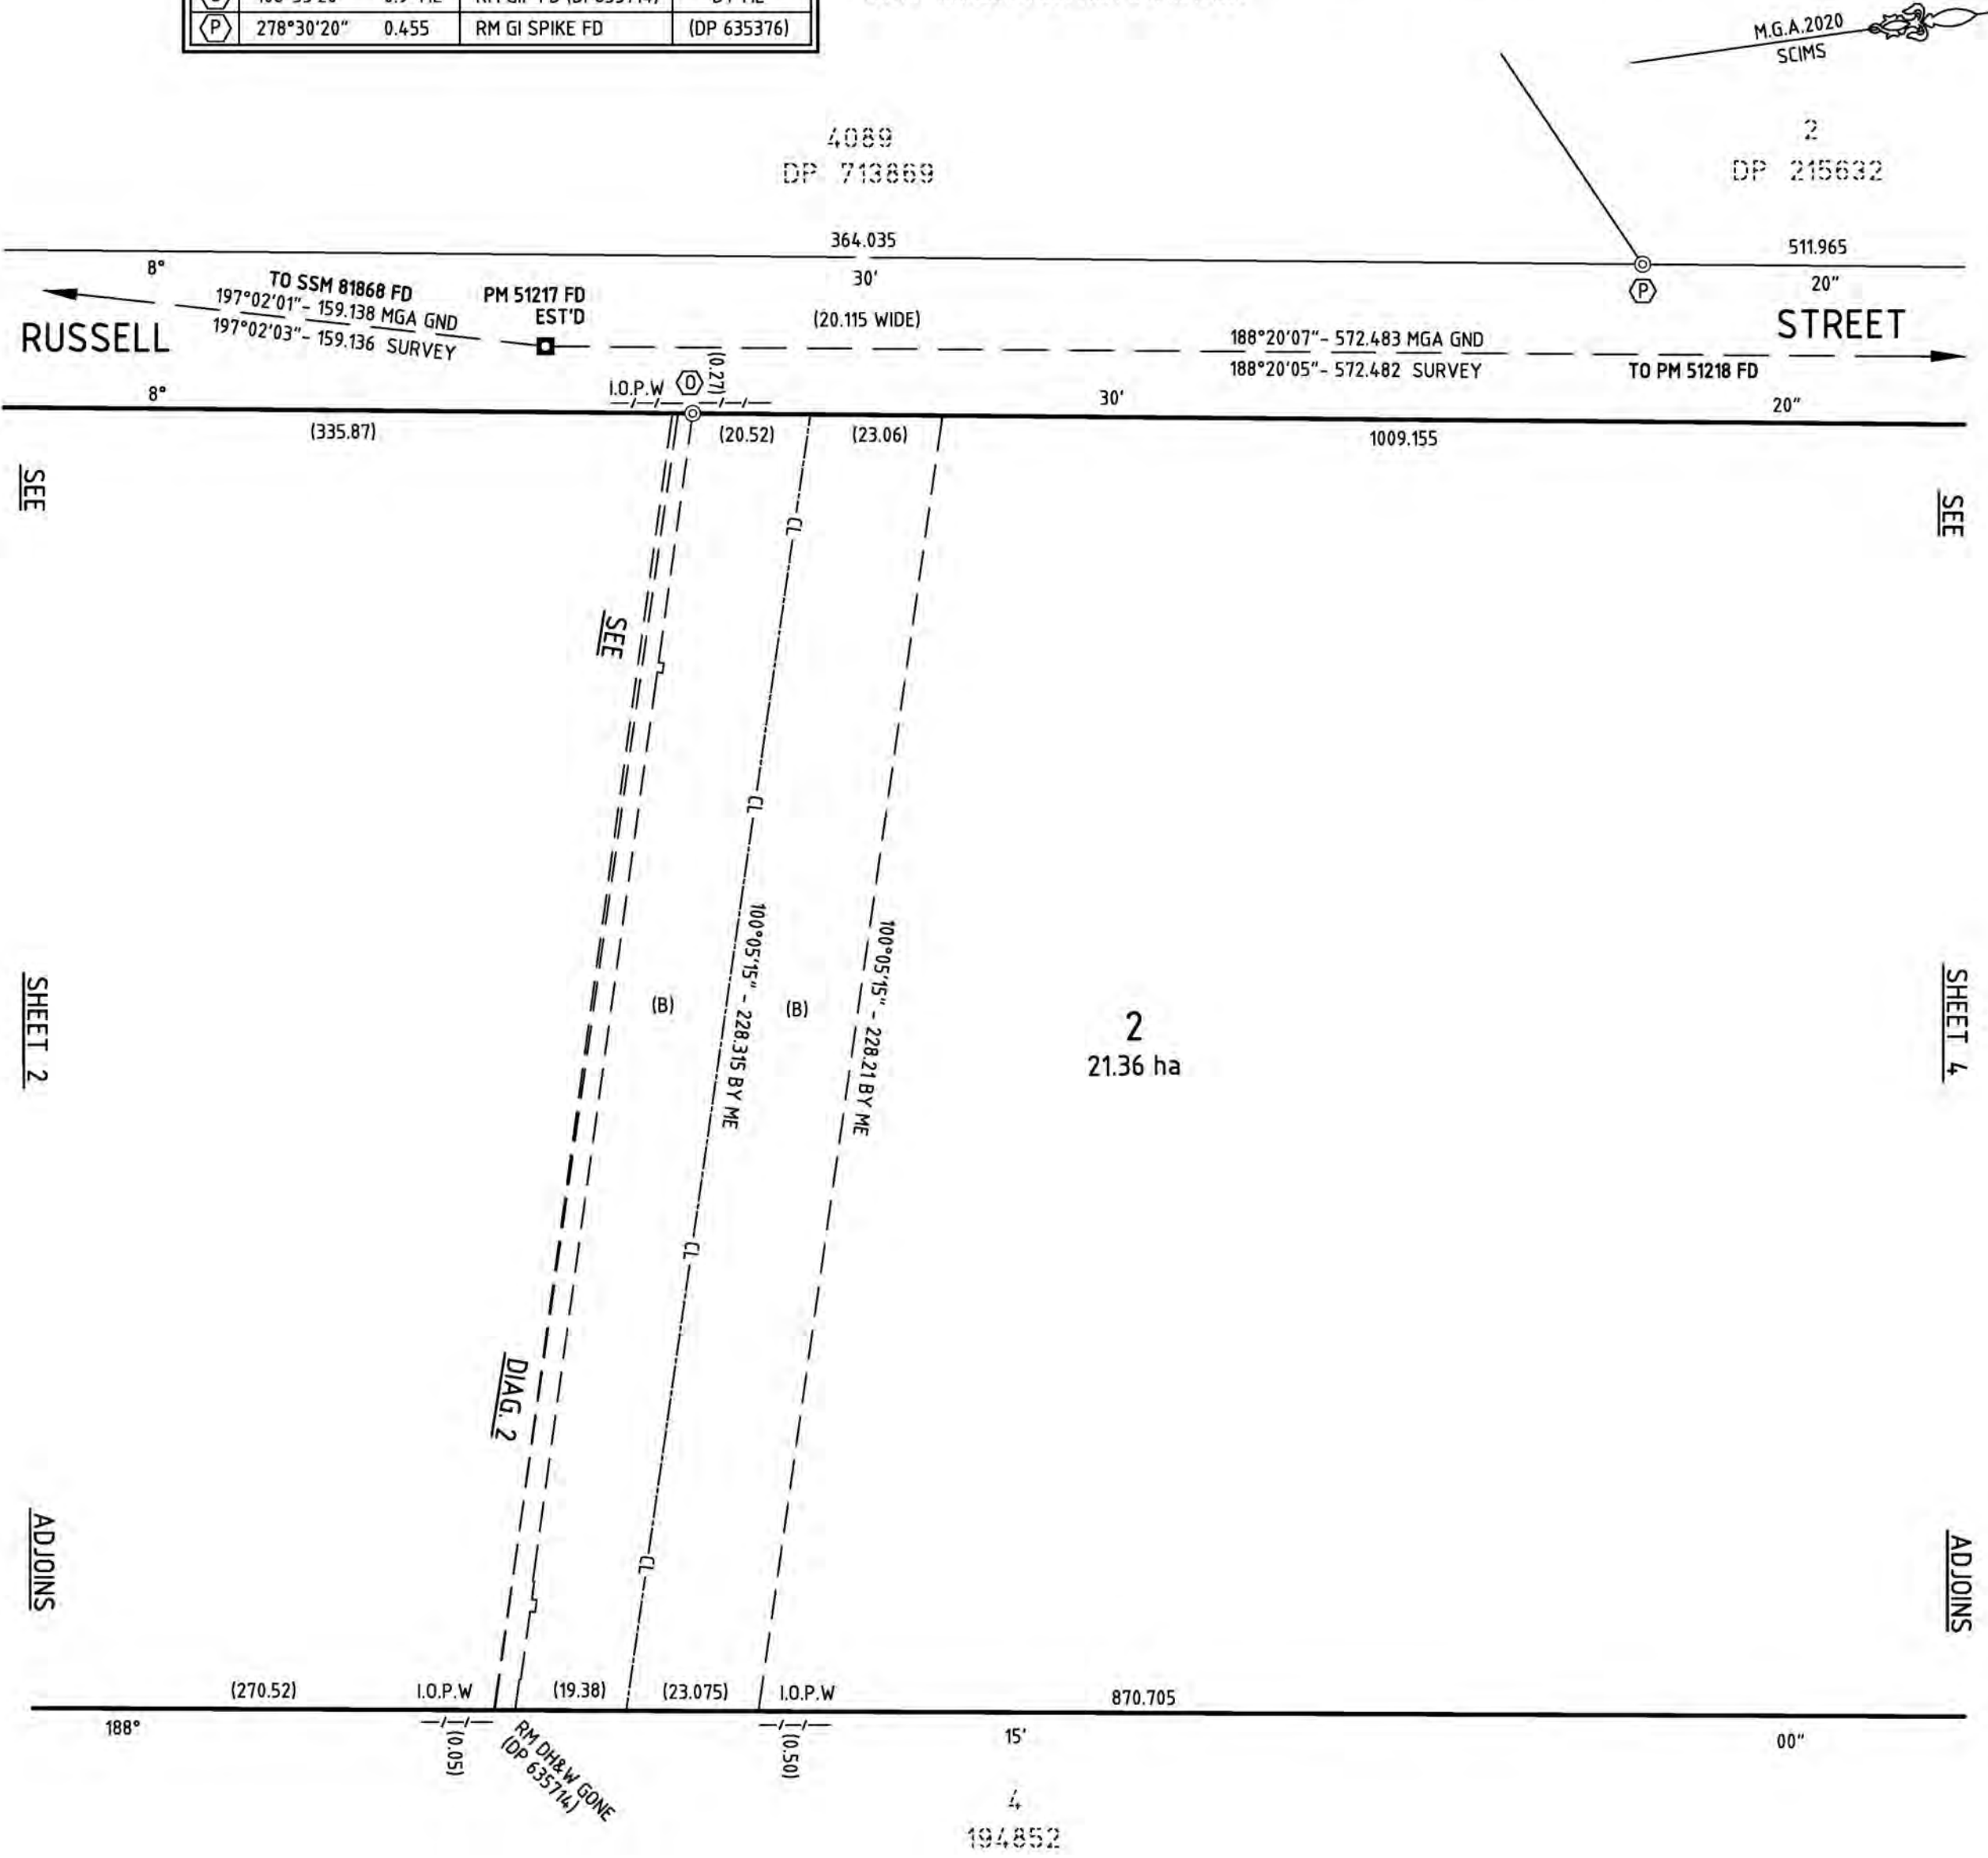 (P) 278°30'20" 0.455 RM GI SPIKE FD (DP 635376)
M.G.A.2020
SCIMS
4089
DP 713869
2
DP 215632
364.035
511.965
8°
30'
20"
TO SSM 81868 FD
197°02'01" - 159.138 MGA GND
197°02'03" - 159.136 SURVEY
PM 51217 FD
EST'D
(P)
RUSSELL
(20.115 WIDE)
STREET
188°20'07" - 572.483 MGA GND
188°20'05" - 572.482 SURVEY
TO PM 51218 FD
I.O.P.W
(0.27)
8°
30'
20"
(335.87)
(20.52)
(23.06)
1009.155
SEE
SEE
SEE
CL
CL
100°05'15" - 228.315 BY ME
100°05'15" - 228.21 BY ME
(B)
(B)
2
21.36 ha
SHEET 2
SHEET 4
CL
DIAG. 2
CL
ADJOINS
ADJOINS
(270.52)
I.O.P.W
(19.38)
(23.075)
I.O.P.W
870.705
188°
(0.05)
RM DH&W GONE
(DP 635714)
(0.50)
15'
00"
4
194852